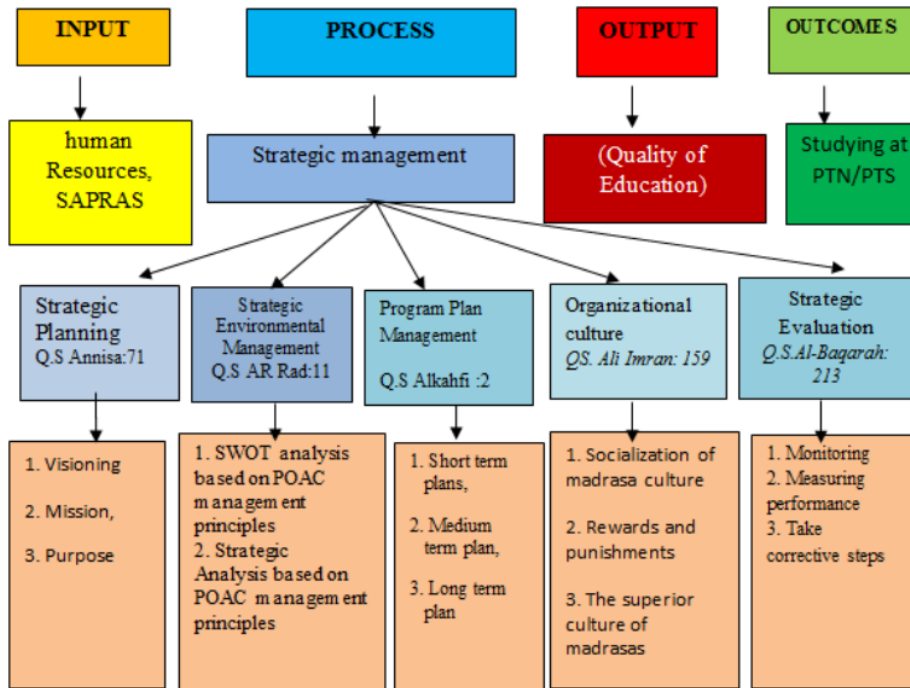 INPUT
PROCESS
OUTPUT
OUTCOMES
human
Resources,
SAPRAS
Strategic management
(Quality of
Education)
Studying at
PTN/PTS
Strategic
Planning
Q.S Annisa:71
Strategic
Environmental
Management
Q.S AR Rad:11
Program Plan
Management
Q.S Alkahfi :2
Organizational
culture
QS. Ali Imran: 159
Strategic
Evaluation
Q.S.Al-Baqarah:
213
1. Visioning
2. Mission,
3. Purpose
1. SWOT analysis
based on POAC
management
principles
2. Strategic
Analysis based on
POAC management
principles
1. Short term
plans,
2. Medium
term plan,
3. Long term
plan
1. Socialization of
madrasa culture
2. Rewards and
punishments
3. The superior
culture of
madrasas
1. Monitoring
2. Measuring
performance
3. Take
corrective steps